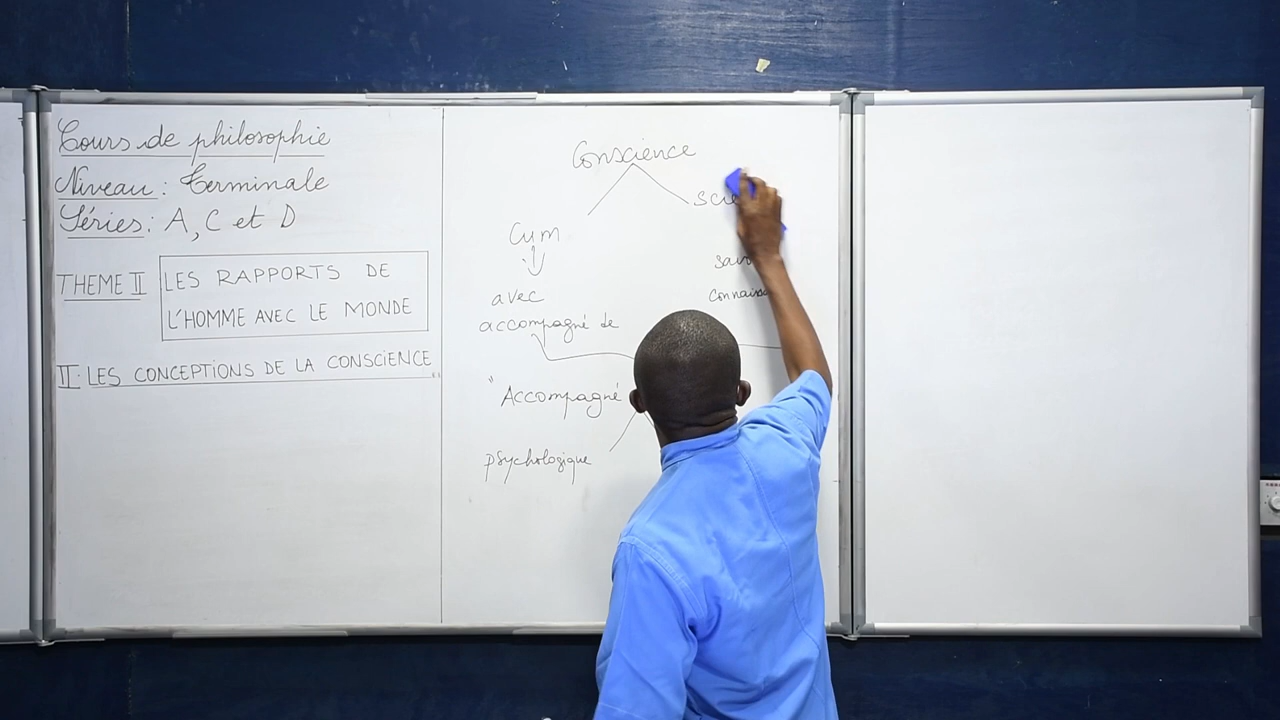 Cours de philosophie
Niveau : Terminale
Séries : A, C et D
THEME II
LES RAPPORTS DE
L'HOMME AVEC LE MONDE
II. LES CONCEPTIONS DE LA CONSCIENCE
Conscience
Cum
avec
accompagné de
"Accompagné
psychologique